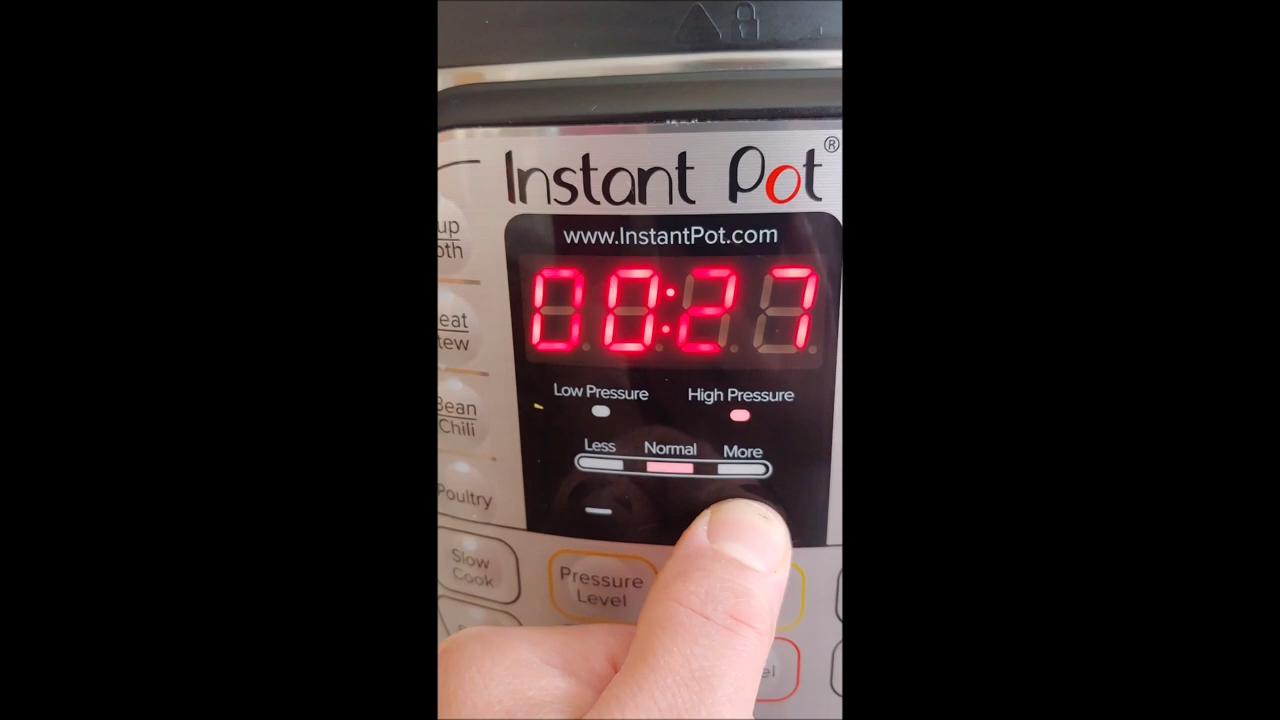 Instant Pot®
www.InstantPot.com
00:27
Low Pressure High Pressure
Less Normal More
Poultry
Chili
Slow
Cook
Pressure
Level